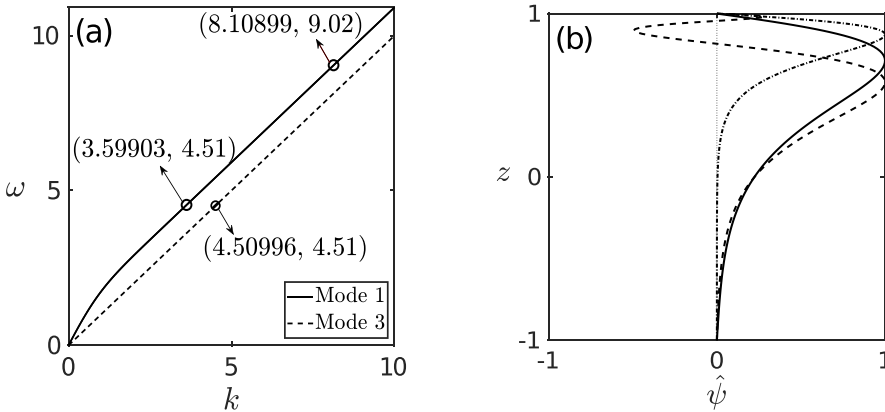 (a)
10
5
0
ω
(8.10899, 9.02)
(3.59903, 4.51)
(4.50996, 4.51)
Mode 1
Mode 3
0
5
10
k
(b)
1
0
-1
z
-1
0
1
ψ̂